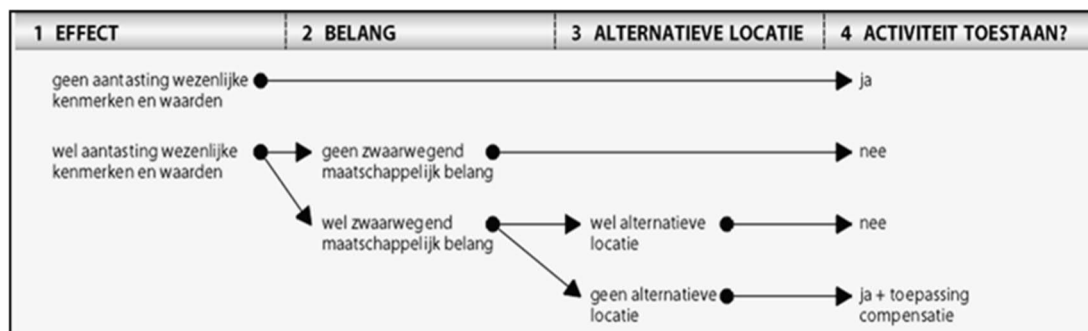 1 EFFECT
2 BELANG
3 ALTERNATIEVE LOCATIE
4 ACTIVITEIT TOESTAAN?
geen aantasting wezenlijke
kenmerken en waarden
ja
wel aantasting wezenlijke
kenmerken en waarden
geen zwaarwegend
maatschappelijk belang
nee
wel zwaarwegend
maatschappelijk belang
wel alternatieve
locatie
nee
geen alternatieve
locatie
ja + toepassing
compensatie